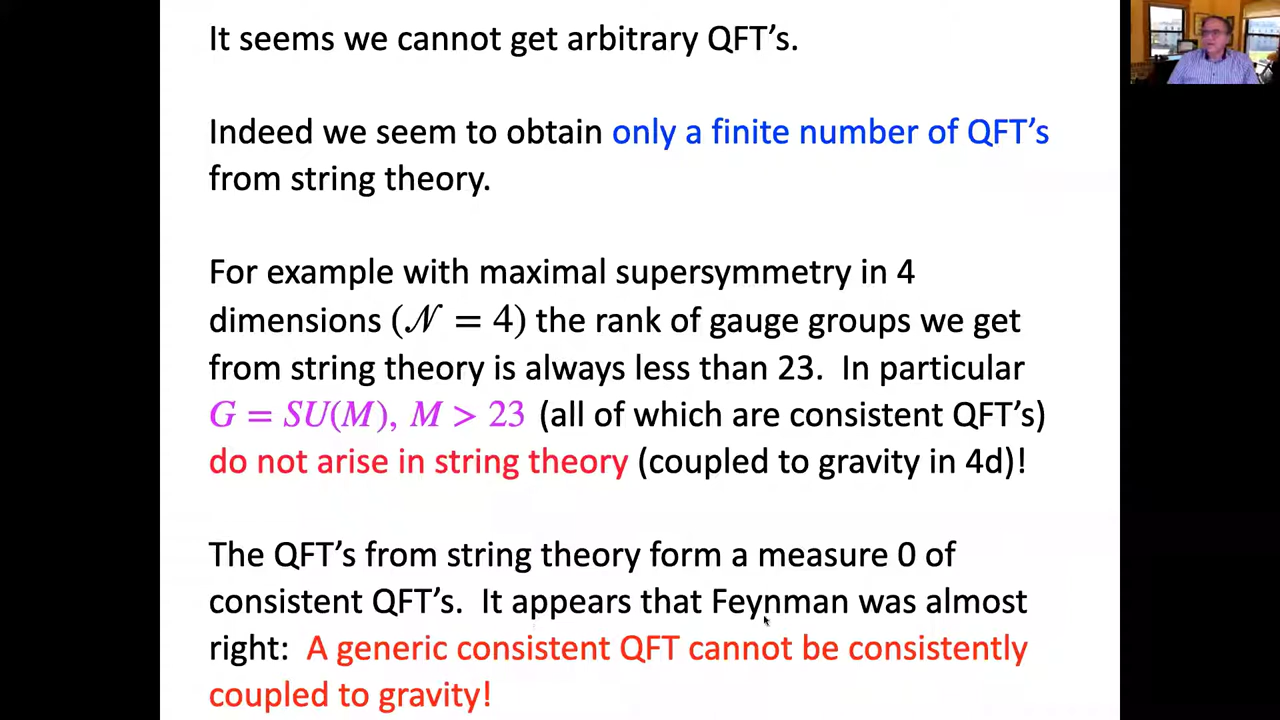 It seems we cannot get arbitrary QFT's.
Indeed we seem to obtain only a finite number of QFT's
from string theory.
For example with maximal supersymmetry in 4
dimensions (𝒩 = 4) the rank of gauge groups we get
from string theory is always less than 23. In particular
G = SU(M), M > 23 (all of which are consistent QFT's)
do not arise in string theory (coupled to gravity in 4d)!
The QFT's from string theory form a measure 0 of
consistent QFT's. It appears that Feynman was almost
right: A generic consistent QFT cannot be consistently
coupled to gravity!